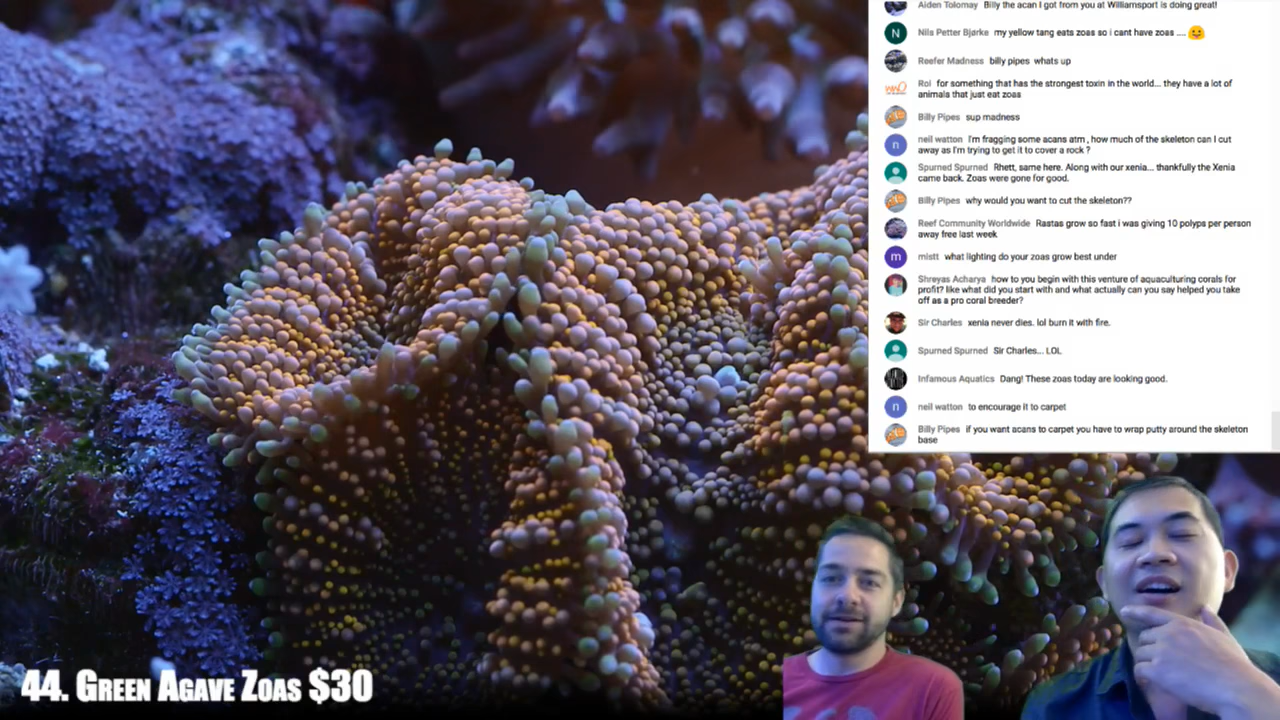 Aiden Tolomay Billy the acan I got from you at Williamsport is doing great!
N Nils Petter Bjørke my yellow tang eats zoas so i cant have zoas ....
Reefer Madness billy pipes whats up
Roi for something that has the strongest toxin in the world... they have a lot of
animals that just eat zoas
Billy Pipes sup madness
n neil watton I'm fragging some acans atm , how much of the skeleton can I cut
away as I'm trying to get it to cover a rock ?
Spurned Spurned Rhett, same here. Along with our xenia... thankfully the Xenia
came back. Zoas were gone for good.
Billy Pipes why would you want to cut the skeleton??
Reef Community Worldwide Rastas grow so fast i was giving 10 polyps per person
away free last week
m mistt what lighting do your zoas grow best under
Shreyas Acharya how to you begin with this venture of aquaculturing corals for
profit? like what did you start with and what actually can you say helped you take
off as a pro coral breeder?
Sir Charles xenia never dies. lol burn it with fire.
Spurned Spurned Sir Charles... LOL
Infamous Aquatics Dang! These zoas today are looking good.
n neil watton to encourage it to carpet
Billy Pipes if you want acans to carpet you have to wrap putty around the skeleton
base
44. Green Agave Zoas $30